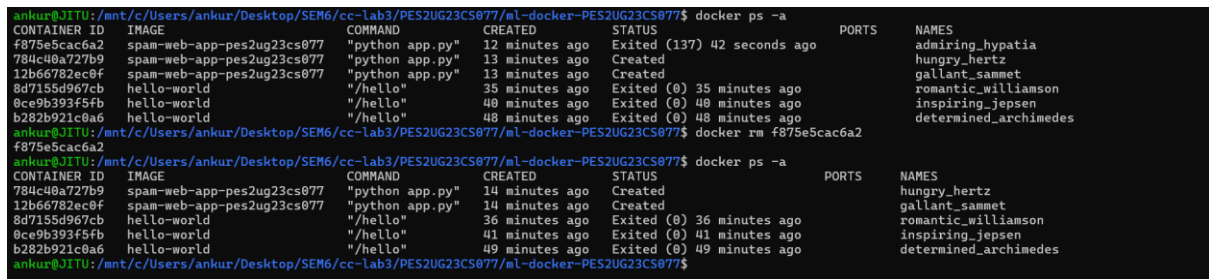 ankur@JITU:/mnt/c/Users/ankur/Desktop/SEM6/cc-lab3/PES2UG23CS077/ml-docker-PES2UG23CS077$ docker ps -a
CONTAINER ID   IMAGE                       COMMAND           CREATED          STATUS                        PORTS     NAMES
f875e5cac6a2   spam-web-app-pes2ug23cs077   "python app.py"   12 minutes ago   Exited (137) 42 seconds ago             admiring_hypatia
784c40a727b9   spam-web-app-pes2ug23cs077   "python app.py"   13 minutes ago   Created                                 hungry_hertz
12b66782ec0f   spam-web-app-pes2ug23cs077   "python app.py"   13 minutes ago   Created                                 gallant_sammet
8d7155d967cb   hello-world                 "/hello"          35 minutes ago   Exited (0) 35 minutes ago               romantic_williamson
0ce9b393f5fb   hello-world                 "/hello"          40 minutes ago   Exited (0) 40 minutes ago               inspiring_jepsen
b282b921c0a6   hello-world                 "/hello"          48 minutes ago   Exited (0) 48 minutes ago               determined_archimedes
ankur@JITU:/mnt/c/Users/ankur/Desktop/SEM6/cc-lab3/PES2UG23CS077/ml-docker-PES2UG23CS077$ docker rm f875e5cac6a2
f875e5cac6a2
ankur@JITU:/mnt/c/Users/ankur/Desktop/SEM6/cc-lab3/PES2UG23CS077/ml-docker-PES2UG23CS077$ docker ps -a
CONTAINER ID   IMAGE                       COMMAND           CREATED          STATUS                      PORTS     NAMES
784c40a727b9   spam-web-app-pes2ug23cs077   "python app.py"   14 minutes ago   Created                               hungry_hertz
12b66782ec0f   spam-web-app-pes2ug23cs077   "python app.py"   14 minutes ago   Created                               gallant_sammet
8d7155d967cb   hello-world                 "/hello"          36 minutes ago   Exited (0) 36 minutes ago             romantic_williamson
0ce9b393f5fb   hello-world                 "/hello"          41 minutes ago   Exited (0) 41 minutes ago             inspiring_jepsen
b282b921c0a6   hello-world                 "/hello"          49 minutes ago   Exited (0) 49 minutes ago             determined_archimedes
ankur@JITU:/mnt/c/Users/ankur/Desktop/SEM6/cc-lab3/PES2UG23CS077/ml-docker-PES2UG23CS077$